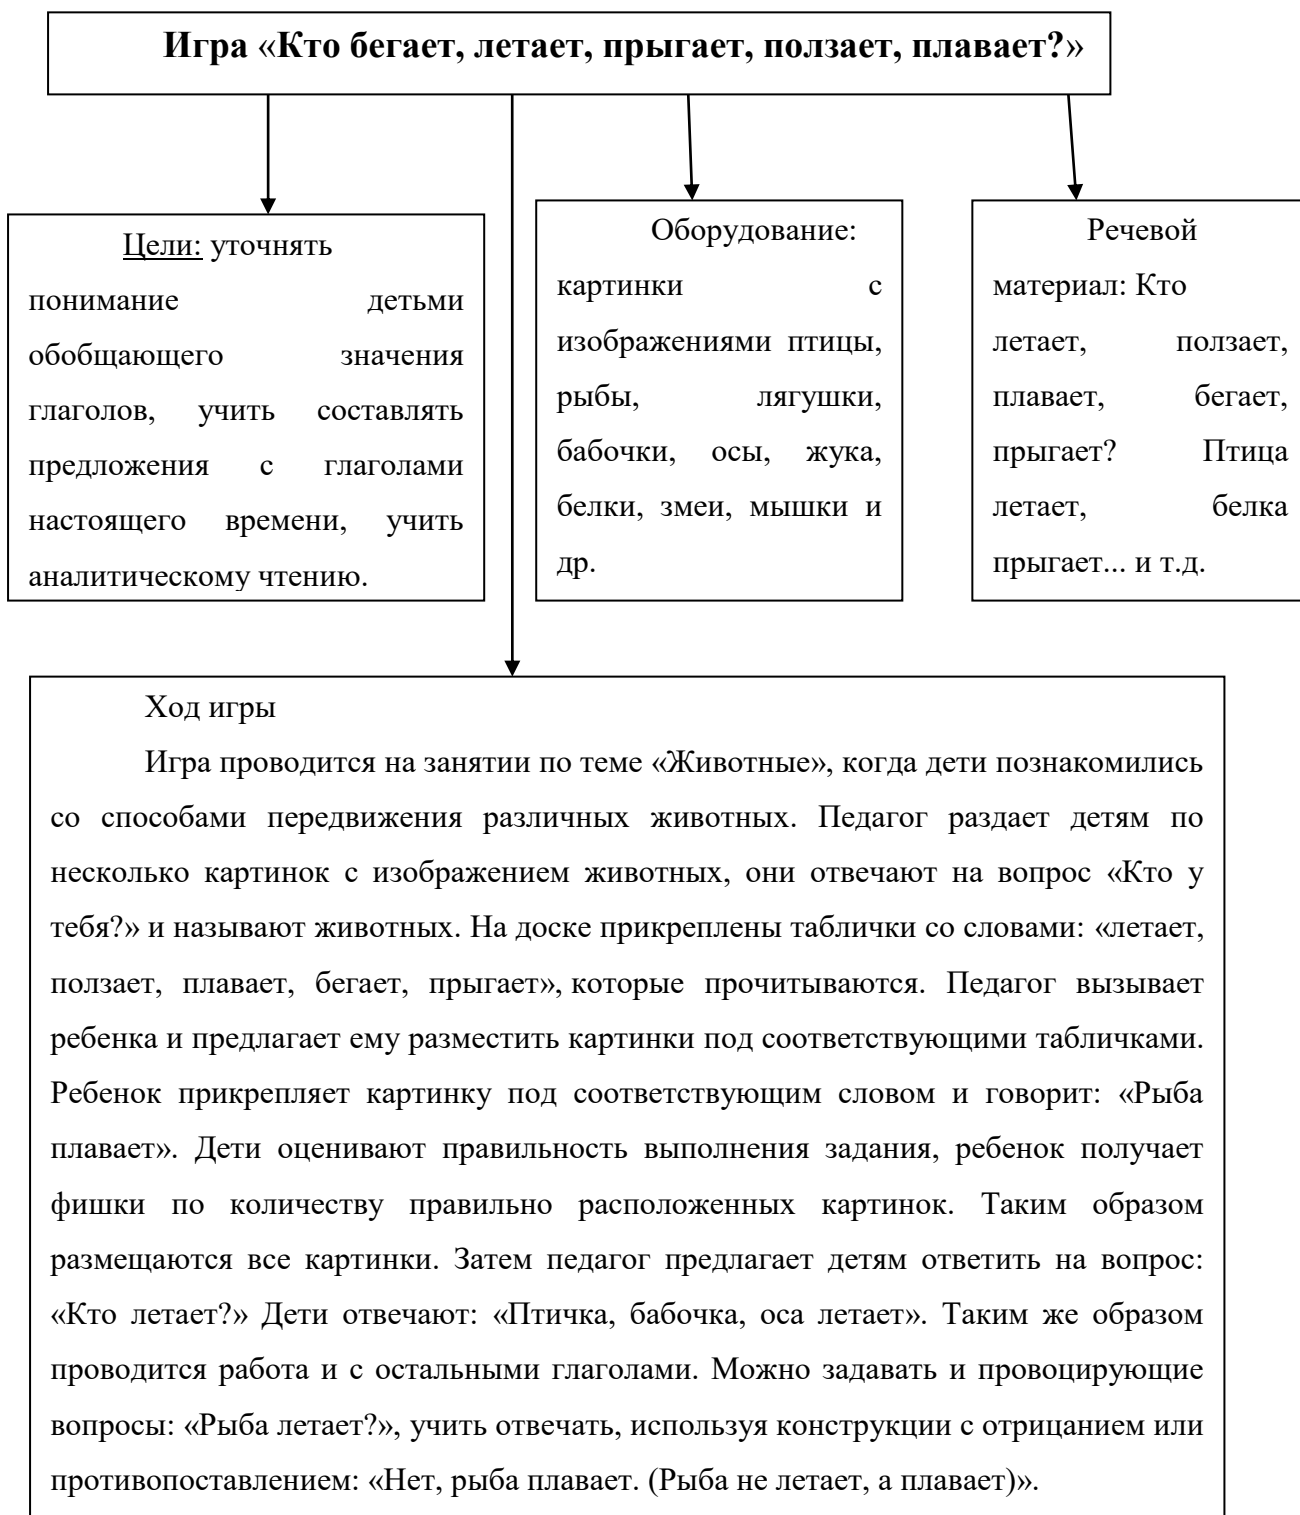 Игра «Кто бегает, летает, прыгает, ползает, плавает?»
Цели: уточнять
понимание детьми
обобщающего значения
глаголов, учить составлять
предложения с глаголами
настоящего времени, учить
аналитическому чтению.
Оборудование:
картинки с
изображениями птицы,
рыбы, лягушки,
бабочки, осы, жука,
белки, змеи, мышки и
др.
Речевой
материал: Кто
летает, ползает,
плавает, бегает,
прыгает? Птица
летает, белка
прыгает... и т.д.
Ход игры
Игра проводится на занятии по теме «Животные», когда дети познакомились
со способами передвижения различных животных. Педагог раздает детям по
несколько картинок с изображением животных, они отвечают на вопрос «Кто у
тебя?» и называют животных. На доске прикреплены таблички со словами: «летает,
ползает, плавает, бегает, прыгает», которые прочитываются. Педагог вызывает
ребенка и предлагает ему разместить картинки под соответствующими табличками.
Ребенок прикрепляет картинку под соответствующим словом и говорит: «Рыба
плавает». Дети оценивают правильность выполнения задания, ребенок получает
фишки по количеству правильно расположенных картинок. Таким образом
размещаются все картинки. Затем педагог предлагает детям ответить на вопрос:
«Кто летает?» Дети отвечают: «Птичка, бабочка, оса летает». Таким же образом
проводится работа и с остальными глаголами. Можно задавать и провоцирующие
вопросы: «Рыба летает?», учить отвечать, используя конструкции с отрицанием или
противопоставлением: «Нет, рыба плавает. (Рыба не летает, а плавает)».